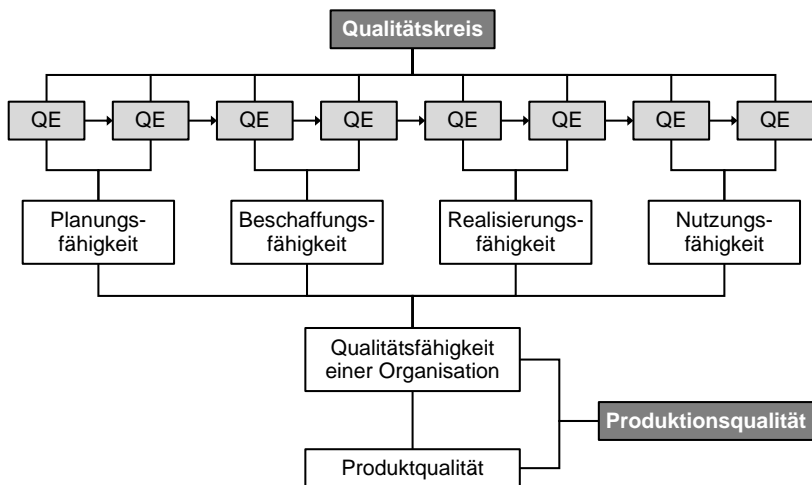 Qualitätskreis
QE QE QE QE QE QE QE QE
Planungs-
fähigkeit
Beschaffungs-
fähigkeit
Realisierungs-
fähigkeit
Nutzungs-
fähigkeit
Qualitätsfähigkeit
einer Organisation
Produktionsqualität
Produktqualität